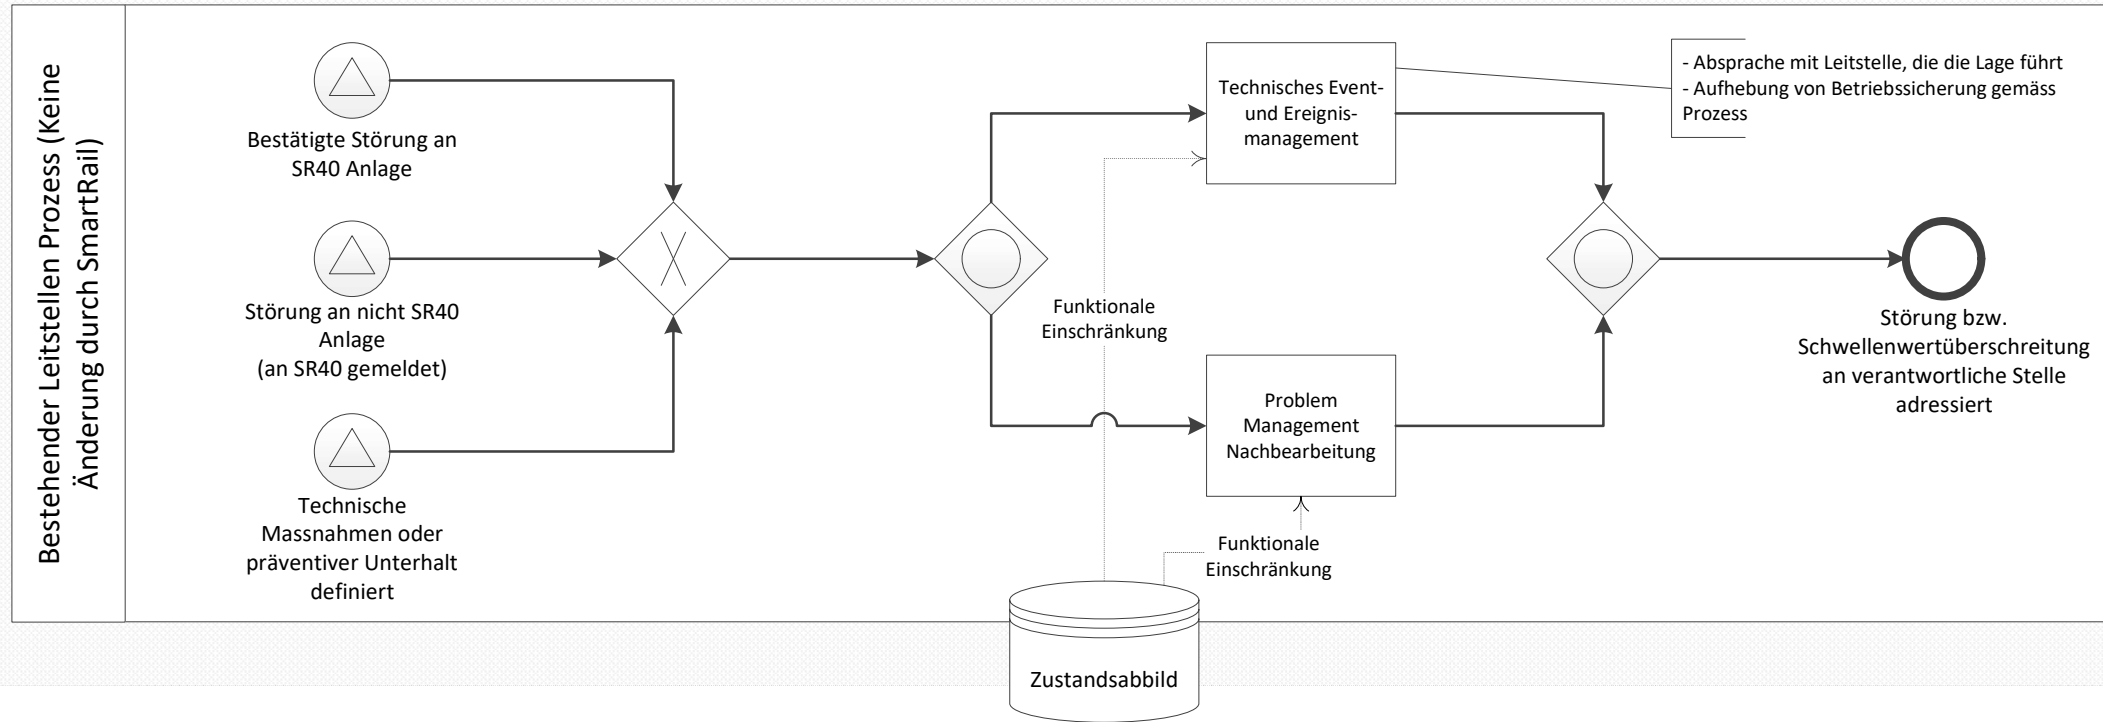 Bestehender Leitstellen Prozess (Keine
Änderung durch SmartRail)
Bestätigte Störung an
SR40 Anlage
Störung an nicht SR40
Anlage
(an SR40 gemeldet)
Technische
Massnahmen oder
präventiver Unterhalt
definiert
X
Technisches Event-
und Ereignis-
management
- Absprache mit Leitstelle, die die Lage führt
- Aufhebung von Betriebssicherung gemäss
Prozess
Funktionale
Einschränkung
Problem
Management
Nachbearbeitung
Funktionale
Einschränkung
Störung bzw.
Schwellenwertüberschreitung
an verantwortliche Stelle
adressiert
Zustandsabbild